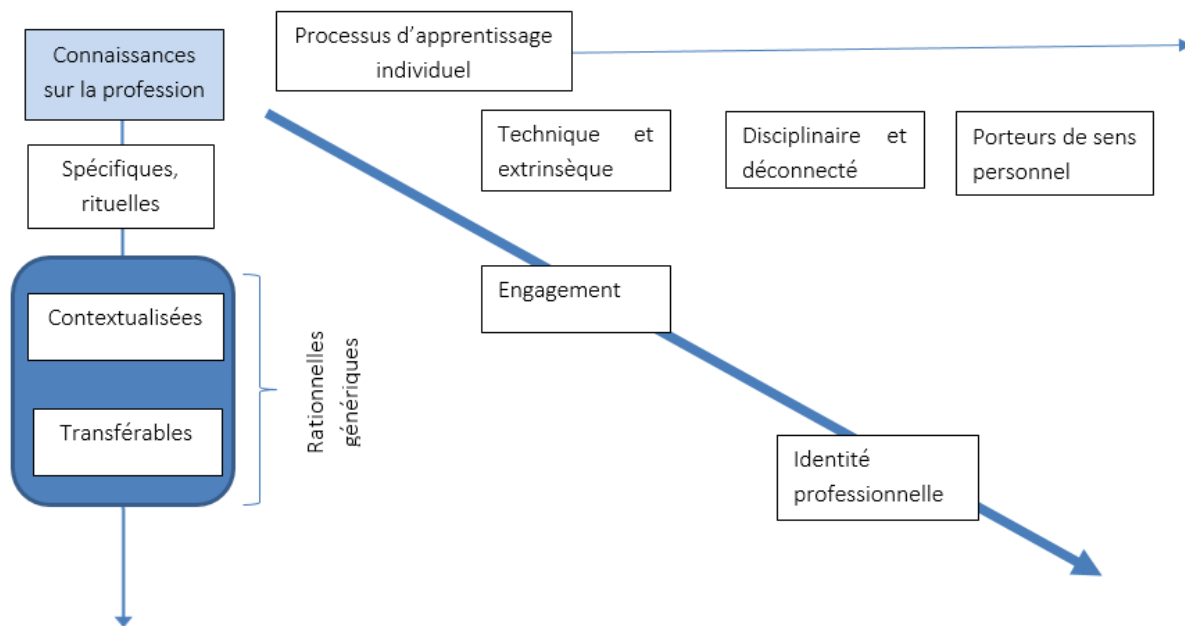 Connaissances
sur la profession
Processus d’apprentissage
individuel
Technique et
extrinsèque
Disciplinaire et
déconnecté
Porteurs de sens
personnel
Spécifiques,
rituelles
Contextualisées
Transférables
Rationnelles
génériques
Engagement
Identité
professionnelle